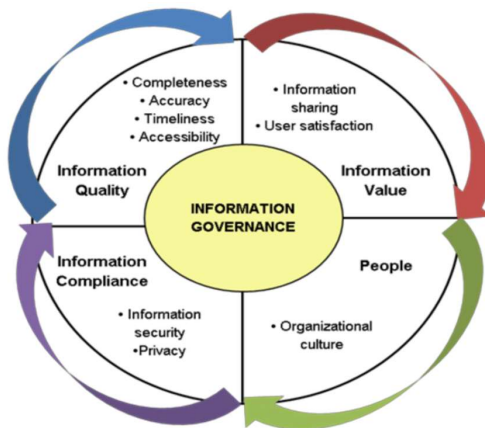 • Completeness
• Accuracy
• Timeliness
• Accessibility
Information
Quality
• Information
sharing
• User satisfaction
Information
Value
INFORMATION
GOVERNANCE
Information
Compliance
• Information
security
•Privacy
People
• Organizational
culture